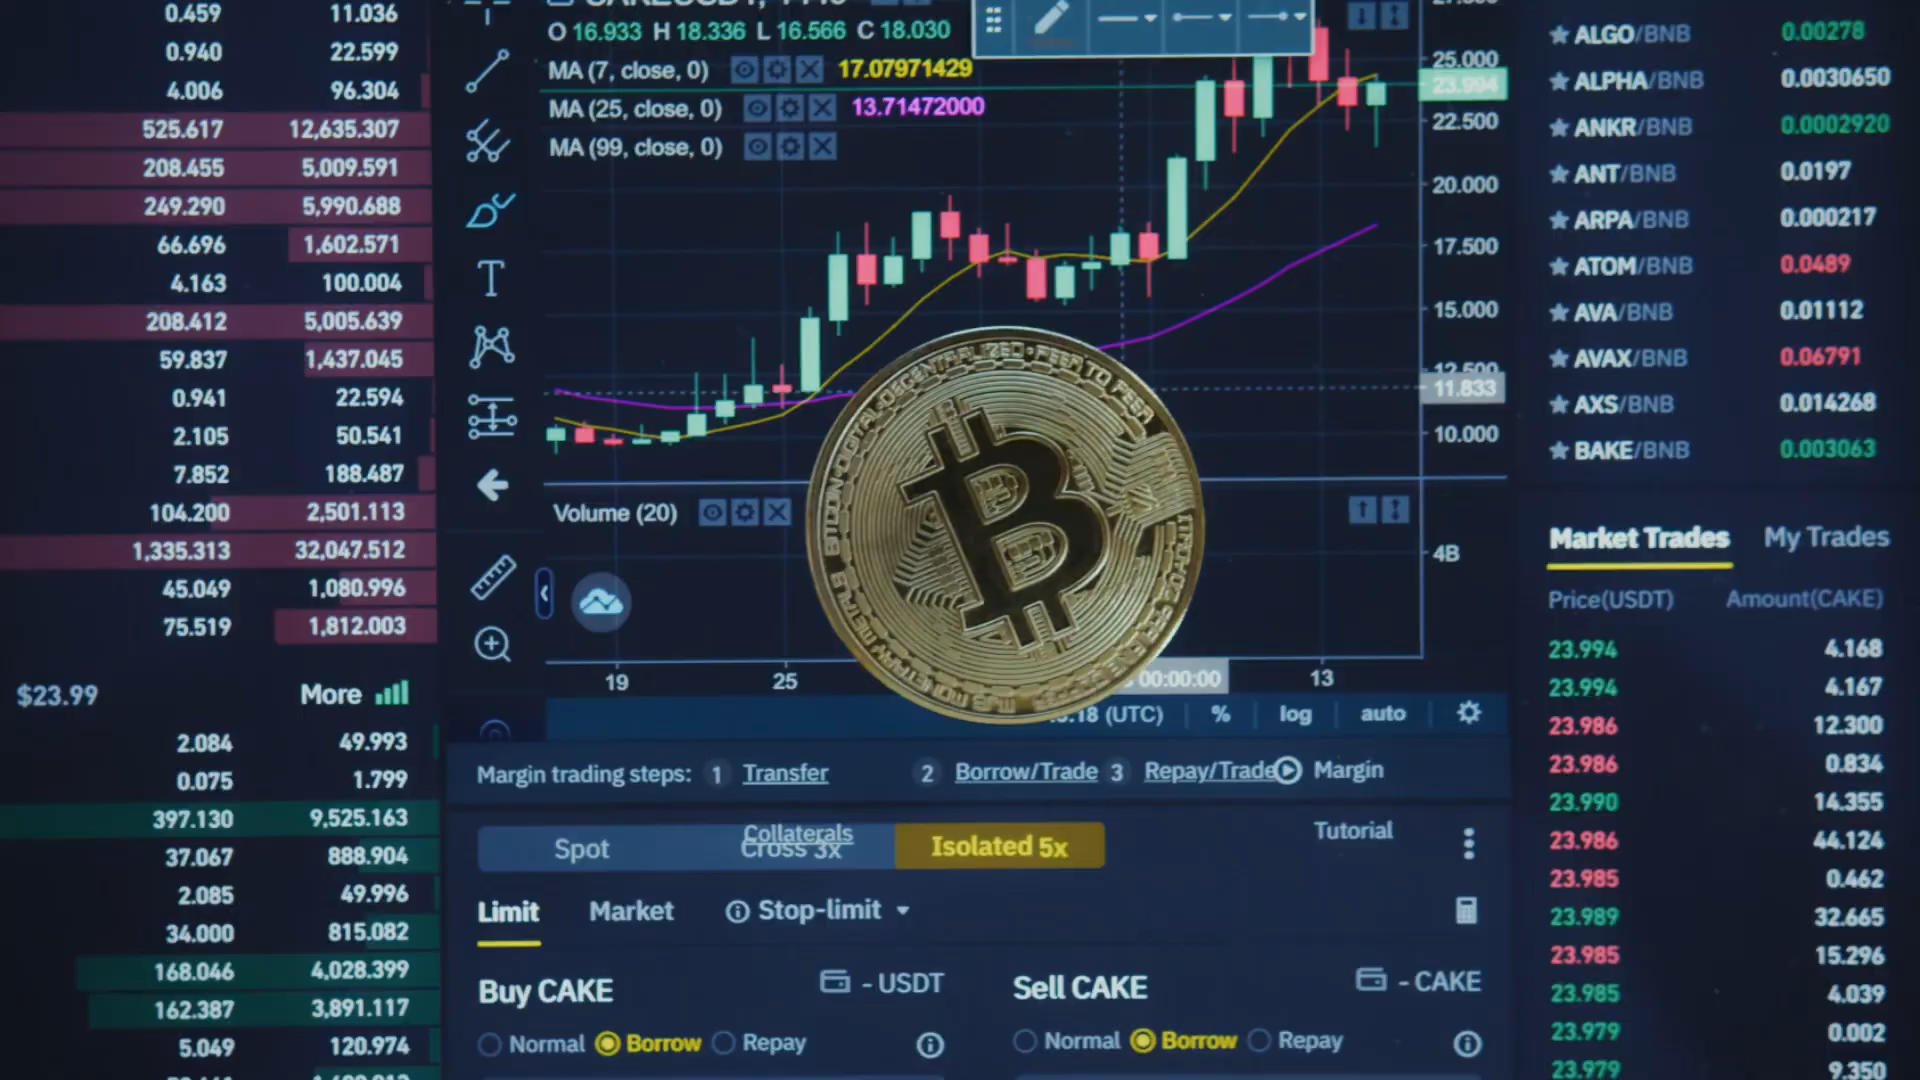 0.459 11.036
0.940 22.599
4.006 96.304
525.617 12,635.307
208.455 5,009.591
249.290 5,990.688
66.696 1,602.571
4.163 100.004
208.412 5,005.639
59.837 1,437.045
0.941 22.594
2.105 50.541
7.852 188.487
104.200 2,501.113
1,335.313 32,047.512
45.049 1,080.996
75.519 1,812.003
$23.99 More
2.084 49.993
0.075 1.799
397.130 9,525.163
37.067 888.904
2.085 49.996
34.000 815.082
168.046 4,028.399
162.387 3,891.117
5.049 120.974
O 16.933 H 18.336 L 16.566 C 18.030
MA (7, close, 0) 17.07971429
MA (25, close, 0) 13.71472000
MA (99, close, 0)
25.000
23.994
22.500
20.000
17.500
15.000
12.500
11.833
10.000
Volume (20)
4B
19 25 00:00:00 13
(UTC) % log auto
Margin trading steps: 1 Transfer 2 Borrow/Trade 3 Repay/Trade Margin
Tutorial
Collaterals
Spot Cross 3x Isolated 5x
Limit Market Stop-limit
Buy CAKE - USDT
Normal Borrow Repay
Sell CAKE - CAKE
Normal Borrow Repay
DECENTRALIZED • PEER TO PEER
BITCOIN
ALGO/BNB 0.00278
ALPHA/BNB 0.0030650
ANKR/BNB 0.0002920
ANT/BNB 0.0197
ARPA/BNB 0.000217
ATOM/BNB 0.0489
AVA/BNB 0.01112
AVAX/BNB 0.06791
AXS/BNB 0.014268
BAKE/BNB 0.003063
Market Trades My Trades
Price(USDT) Amount(CAKE)
23.994 4.168
23.994 4.167
23.986 12.300
23.986 0.834
23.990 14.355
23.986 44.124
23.985 0.462
23.989 32.665
23.985 15.296
23.985 4.039
23.979 0.002
23.979 9.350